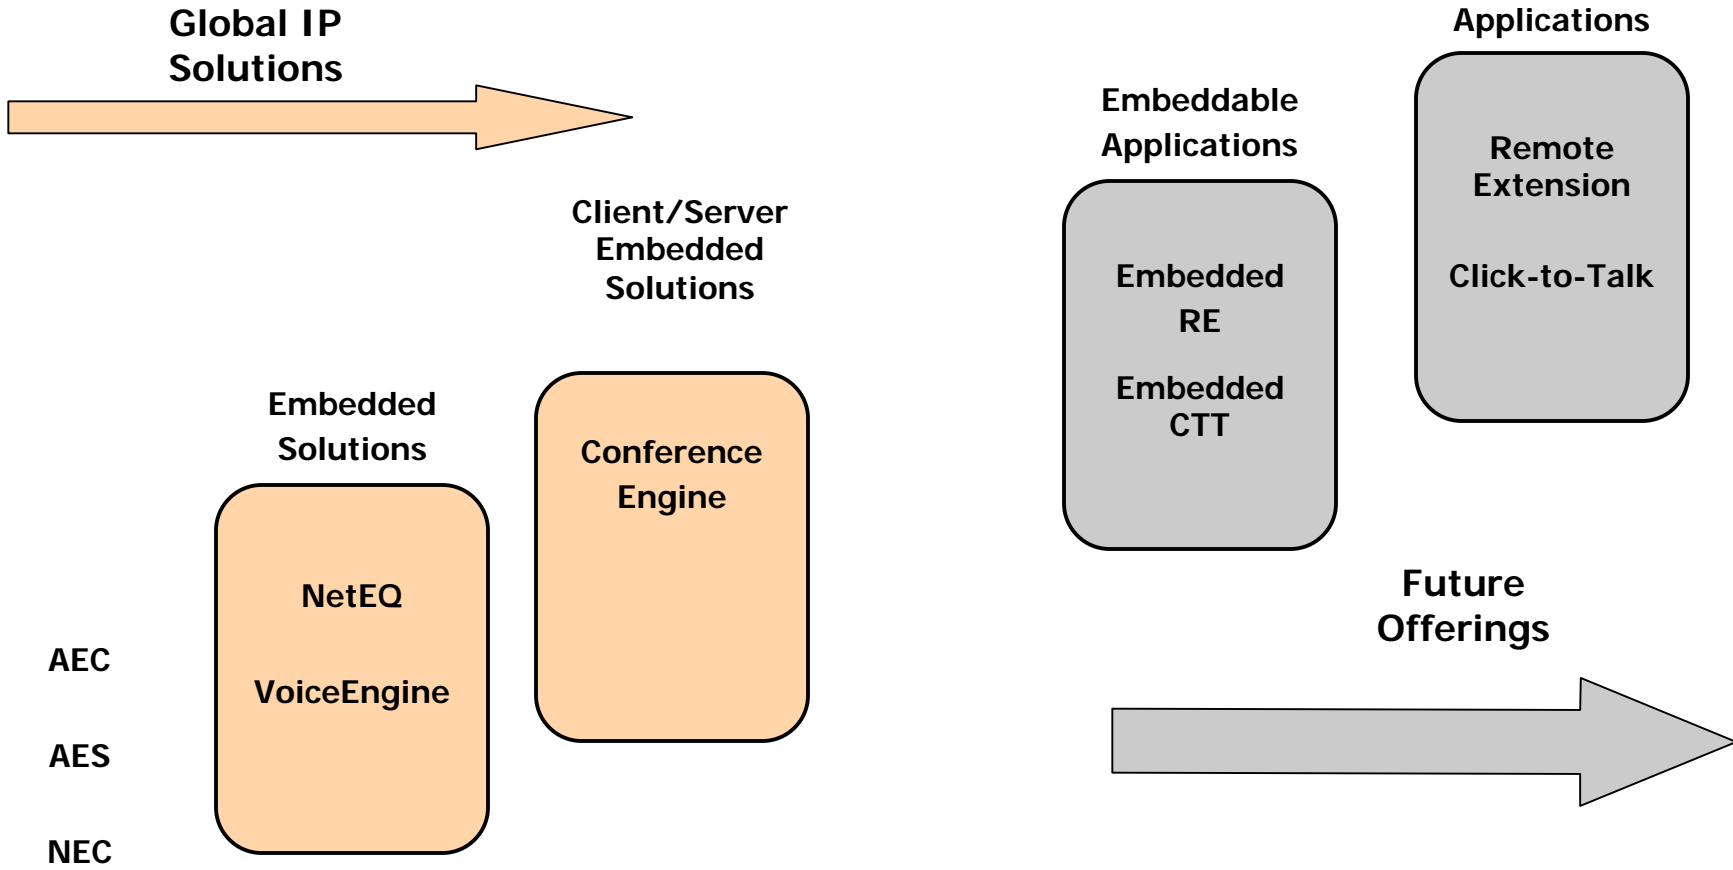 Global IP
Solutions
Applications
Embeddable
Applications
Remote
Extension
Click-to-Talk
Client/Server
Embedded
Solutions
Embedded
RE
Embedded
CTT
Embedded
Solutions
Conference
Engine
NetEQ
VoiceEngine
AEC
AES
NEC
Future
Offerings